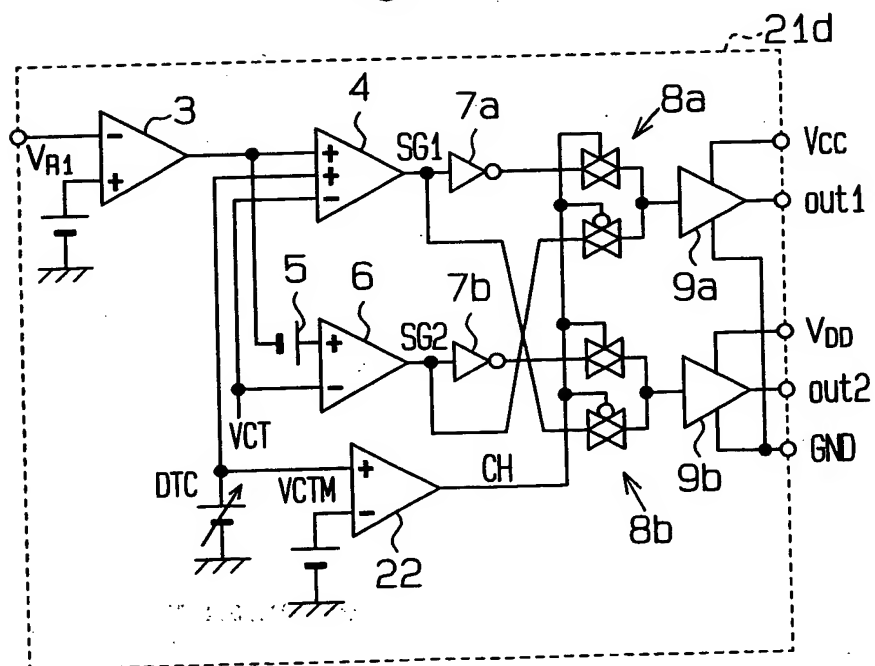 21d
3
4
7a
8a
VR1
-
+
+
+
-
SG1
VCC
out1
9a
5
6
7b
+
-
SG2
VDD
out2
9b
GND
VCT
DTC
VCTM
+
-
CH
22
8b